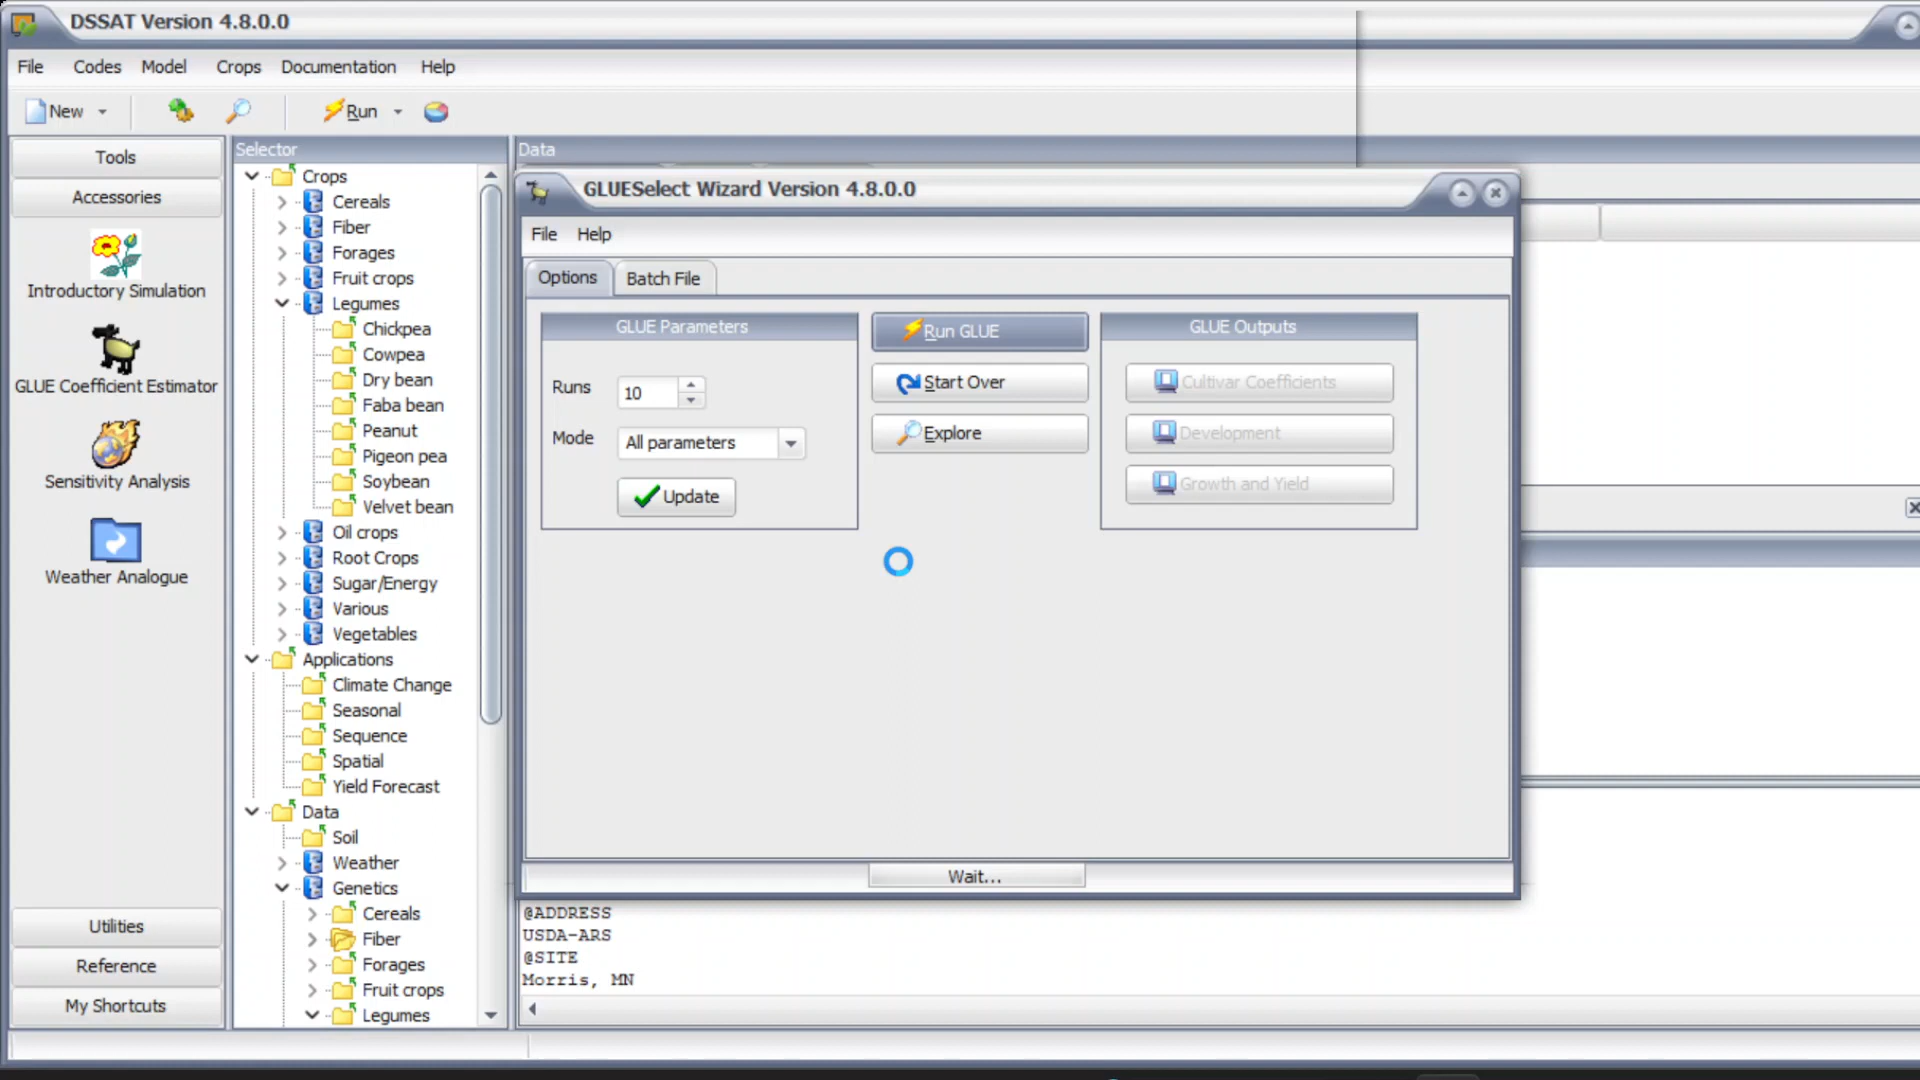 DSSAT Version 4.8.0.0
File Codes Model Crops Documentation Help
New Run
Tools
Accessories
Introductory Simulation
GLUE Coefficient Estimator
Sensitivity Analysis
Weather Analogue
Utilities
Reference
My Shortcuts
Selector
Crops
Cereals
Fiber
Forages
Fruit crops
Legumes
Chickpea
Cowpea
Dry bean
Faba bean
Peanut
Pigeon pea
Soybean
Velvet bean
Oil crops
Root Crops
Sugar/Energy
Various
Vegetables
Applications
Climate Change
Seasonal
Sequence
Spatial
Yield Forecast
Data
Soil
Weather
Genetics
Cereals
Fiber
Forages
Fruit crops
Legumes
Data
GLUESelect Wizard Version 4.8.0.0
File Help
Options Batch File
GLUE Parameters
Runs 10
Mode All parameters
Update
Run GLUE
Start Over
Explore
GLUE Outputs
Cultivar Coefficients
Development
Growth and Yield
Wait...
@ADDRESS
USDA-ARS
@SITE
Morris, MN